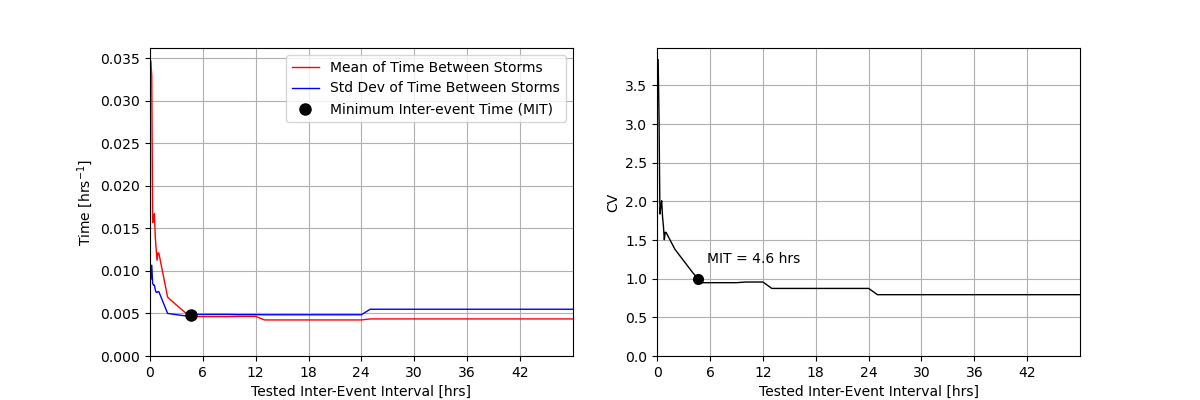 Mean of Time Between Storms
Std Dev of Time Between Storms
Minimum Inter-event Time (MIT)
0.035
0.030
0.025
0.020
0.015
0.010
0.005
0.000
Time [hrs⁻¹]
0 6 12 18 24 30 36 42
Tested Inter-Event Interval [hrs]
3.5
3.0
2.5
2.0
1.5
1.0
0.5
0.0
CV
MIT = 4.6 hrs
0 6 12 18 24 30 36 42
Tested Inter-Event Interval [hrs]